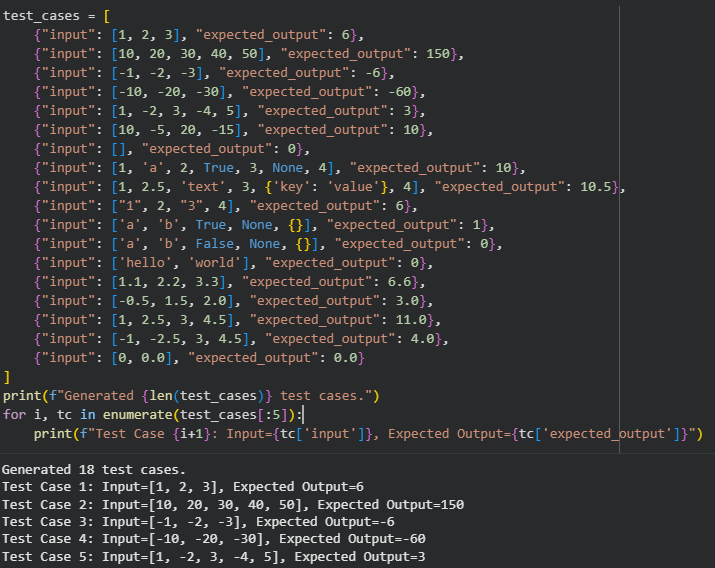 test_cases = [
    {"input": [1, 2, 3], "expected_output": 6},
    {"input": [10, 20, 30, 40, 50], "expected_output": 150},
    {"input": [-1, -2, -3], "expected_output": -6},
    {"input": [-10, -20, -30], "expected_output": -60},
    {"input": [1, -2, 3, -4, 5], "expected_output": 3},
    {"input": [10, -5, 20, -15], "expected_output": 10},
    {"input": [], "expected_output": 0},
    {"input": [1, 'a', 2, True, 3, None, 4], "expected_output": 10},
    {"input": [1, 2.5, 'text', 3, {'key': 'value'}, 4], "expected_output": 10.5},
    {"input": ["1", 2, "3", 4], "expected_output": 6},
    {"input": ['a', 'b', True, None, {}], "expected_output": 1},
    {"input": ['a', 'b', False, None, {}], "expected_output": 0},
    {"input": ['hello', 'world'], "expected_output": 0},
    {"input": [1.1, 2.2, 3.3], "expected_output": 6.6},
    {"input": [-0.5, 1.5, 2.0], "expected_output": 3.0},
    {"input": [1, 2.5, 3, 4.5], "expected_output": 11.0},
    {"input": [-1, -2.5, 3, 4.5], "expected_output": 4.0},
    {"input": [0, 0.0], "expected_output": 0.0}
]
print(f"Generated {len(test_cases)} test cases.")
for i, tc in enumerate(test_cases[:5]):
    print(f"Test Case {i+1}: Input={tc['input']}, Expected Output={tc['expected_output']}")
Generated 18 test cases.
Test Case 1: Input=[1, 2, 3], Expected Output=6
Test Case 2: Input=[10, 20, 30, 40, 50], Expected Output=150
Test Case 3: Input=[-1, -2, -3], Expected Output=-6
Test Case 4: Input=[-10, -20, -30], Expected Output=-60
Test Case 5: Input=[1, -2, 3, -4, 5], Expected Output=3